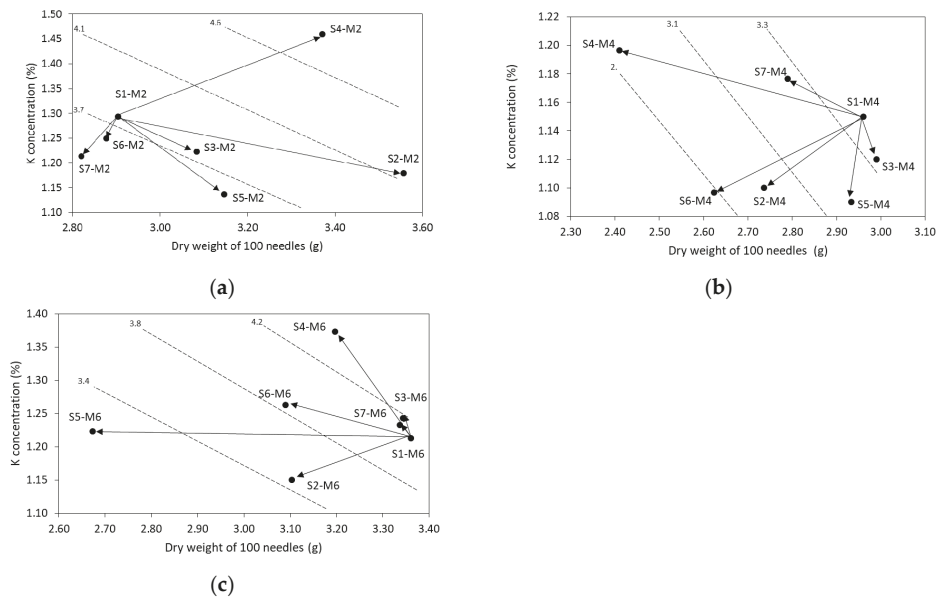 1.50
1.45
1.40
1.35
1.30
1.25
1.20
1.15
1.10
K concentration (%)
4.1
4.6
3.7
S4-M2
S1-M2
S6-M2
S7-M2
S3-M2
S5-M2
S2-M2
2.80 3.00 3.20 3.40 3.60
Dry weight of 100 needles (g)
(a)
1.22
1.20
1.18
1.16
1.14
1.12
1.10
1.08
K concentration (%)
3.1
3.3
2.
S4-M4
S7-M4
S1-M4
S3-M4
S6-M4
S2-M4
S5-M4
2.30 2.40 2.50 2.60 2.70 2.80 2.90 3.00 3.10
Dry weight of 100 needles (g)
(b)
1.40
1.30
1.20
1.15
1.10
K concentration (%)
3.8
4.2
3.4
S4-M6
S6-M6
S3-M6
S7-M6
S5-M6
S1-M6
S2-M6
2.60 2.70 2.80 2.90 3.00 3.10 3.20 3.30 3.40
Dry weight of 100 needles (g)
(c)